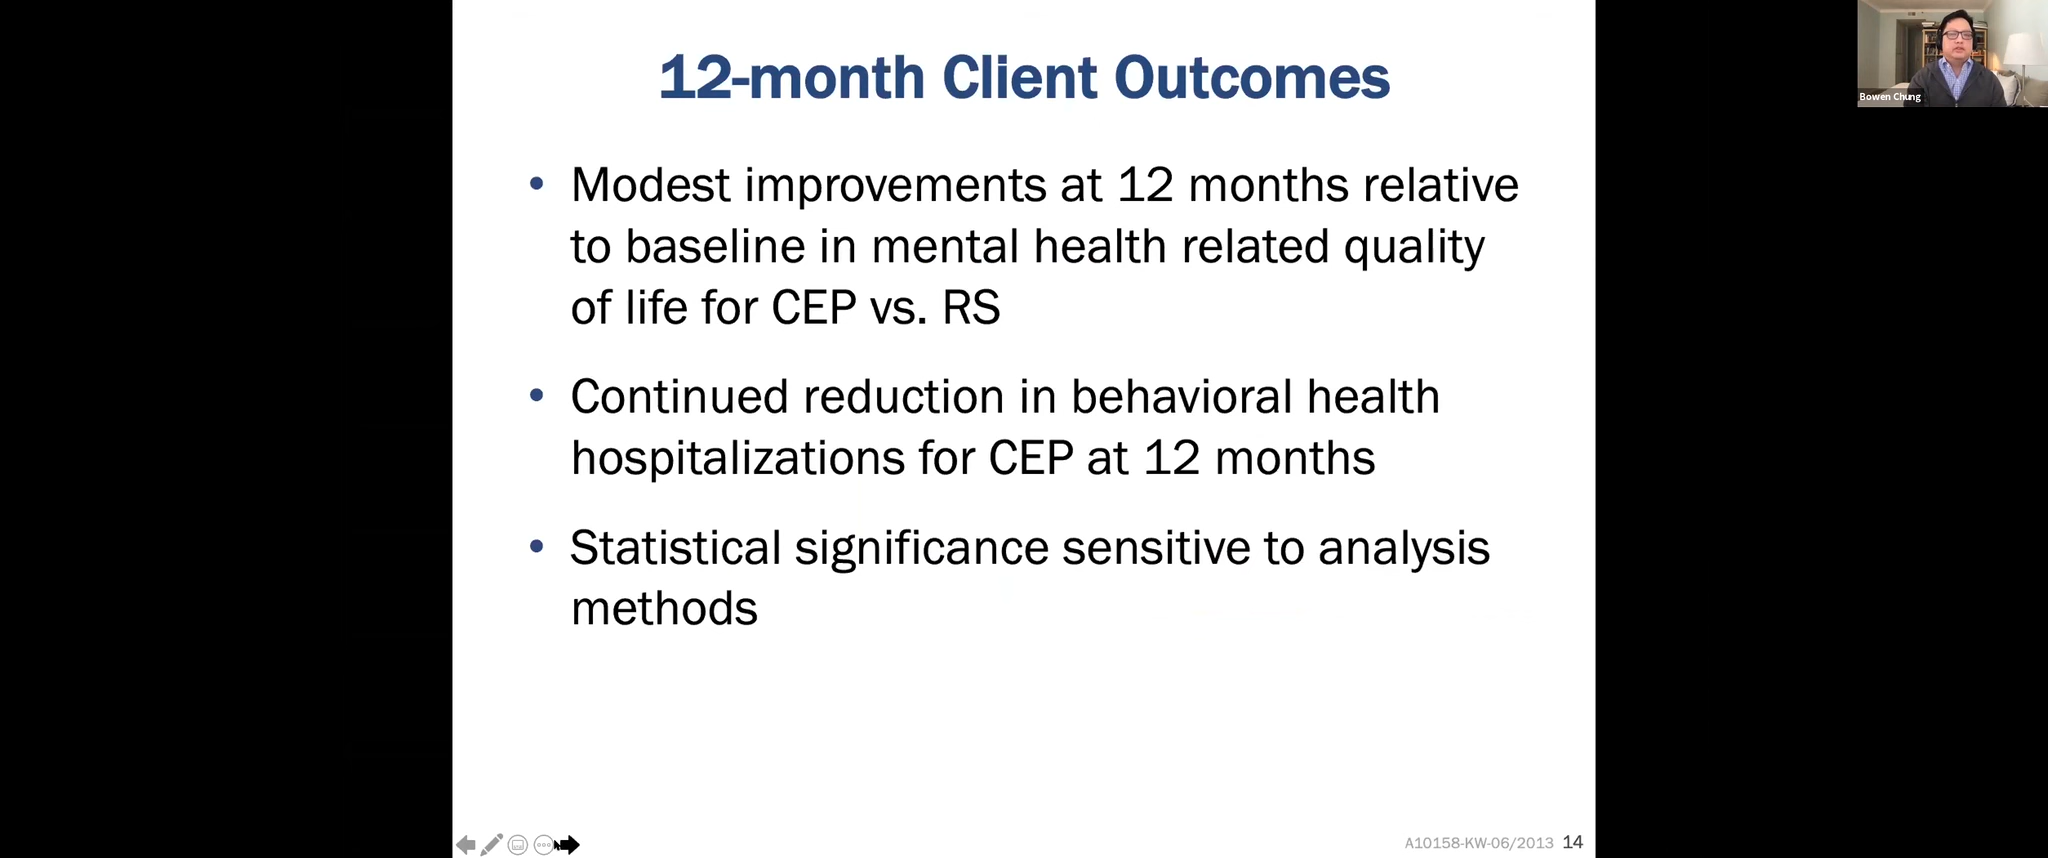 12-month Client Outcomes
• Modest improvements at 12 months relative
to baseline in mental health related quality
of life for CEP vs. RS
• Continued reduction in behavioral health
hospitalizations for CEP at 12 months
• Statistical significance sensitive to analysis
methods
A10158-KW-06/2013 14
Bowen Chung